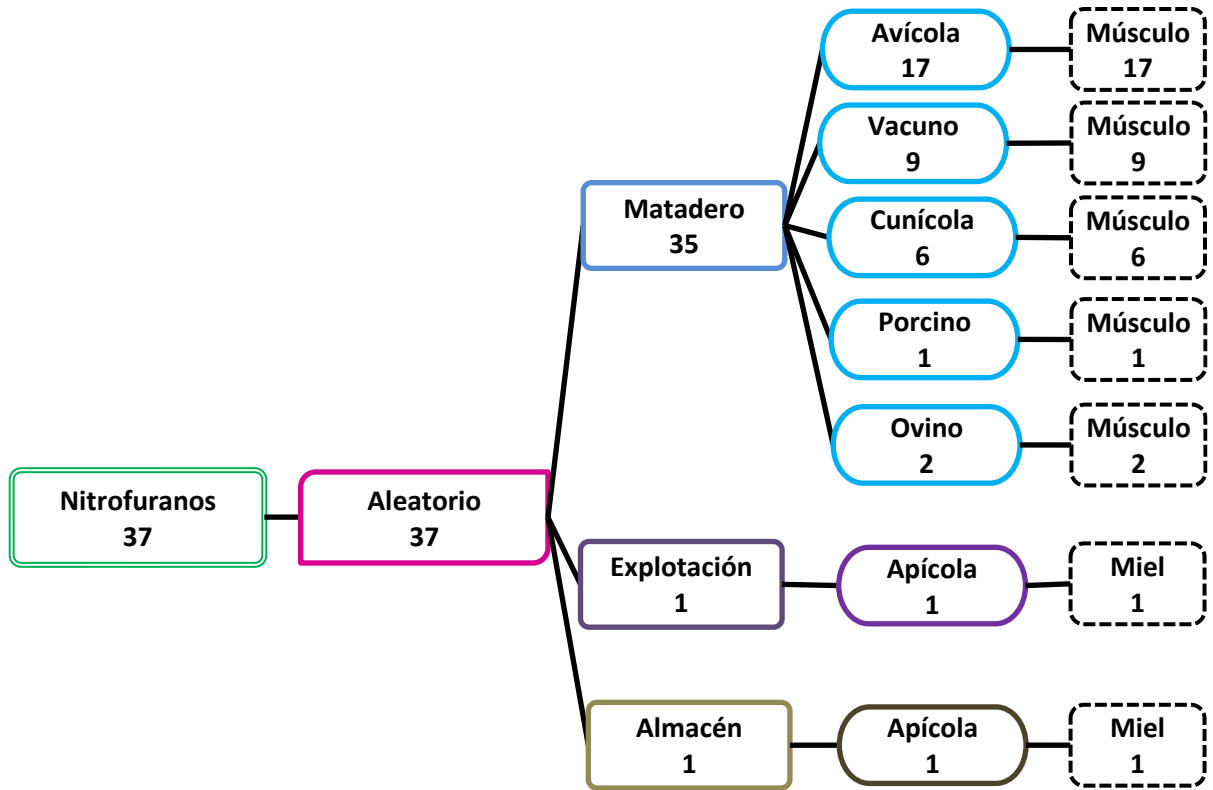 Avícola
17
Músculo
17
Vacuno
9
Músculo
9
Matadero
35
Cunícola
6
Músculo
6
Porcino
1
Músculo
1
Ovino
2
Músculo
2
Nitrofuranos
37
Aleatorio
37
Explotación
1
Apícola
1
Miel
1
Almacén
1
Apícola
1
Miel
1